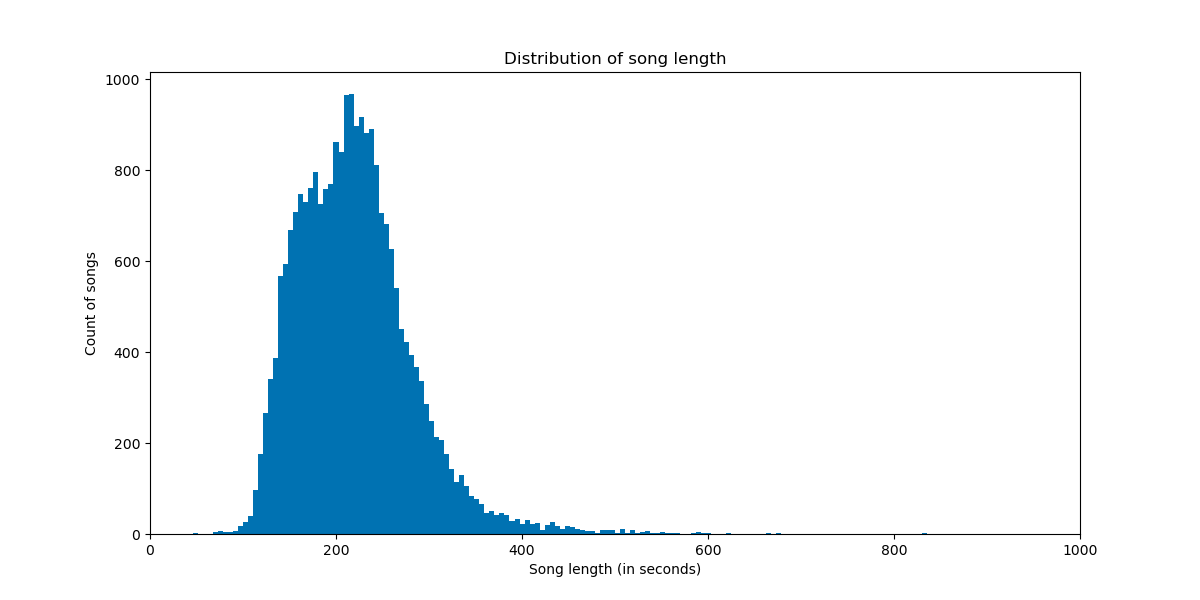 Distribution of song length
1000
800
600
400
200
0
Count of songs
0 200 400 600 800 1000
Song length (in seconds)